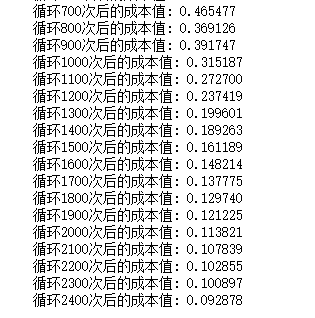 循环700次后的成本值: 0.465477
循环800次后的成本值: 0.369126
循环900次后的成本值: 0.391747
循环1000次后的成本值: 0.315187
循环1100次后的成本值: 0.272700
循环1200次后的成本值: 0.237419
循环1300次后的成本值: 0.199601
循环1400次后的成本值: 0.189263
循环1500次后的成本值: 0.161189
循环1600次后的成本值: 0.148214
循环1700次后的成本值: 0.137775
循环1800次后的成本值: 0.129740
循环1900次后的成本值: 0.121225
循环2000次后的成本值: 0.113821
循环2100次后的成本值: 0.107839
循环2200次后的成本值: 0.102855
循环2300次后的成本值: 0.100897
循环2400次后的成本值: 0.092878